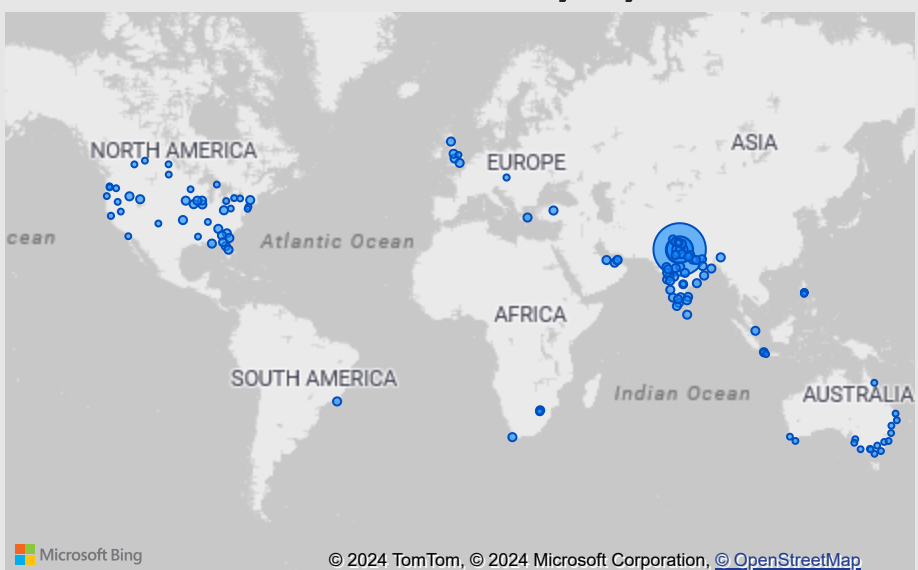 NORTH AMERICA
EUROPE
ASIA
cean
Atlantic Ocean
AFRICA
SOUTH AMERICA
Indian Ocean
AUSTRALIA
Microsoft Bing
© 2024 TomTom, © 2024 Microsoft Corporation, © OpenStreetMap